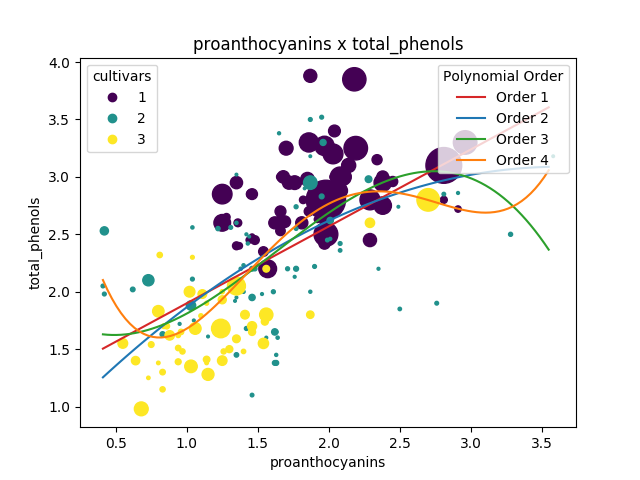 proanthocyanins x total_phenols
cultivars
1
2
3
Polynomial Order
Order 1
Order 2
Order 3
Order 4
total_phenols
4.0
3.5
3.0
2.5
2.0
1.5
1.0
0.5
1.0
1.5
2.0
2.5
3.0
3.5
proanthocyanins